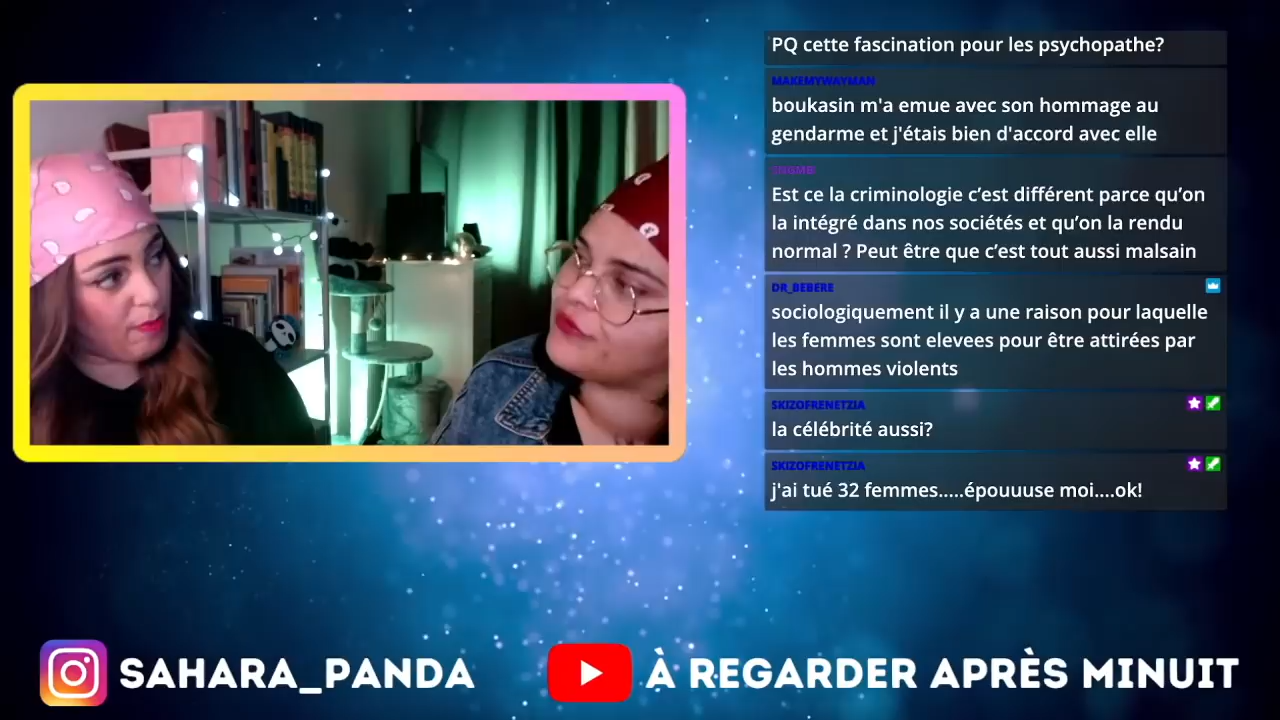 PQ cette fascination pour les psychopathe?
MAKEMYWAYMAN
boukasin m'a emue avec son hommage au
gendarme et j'étais bien d'accord avec elle
Est ce la criminologie c’est différent parce qu’on
la intégré dans nos sociétés et qu’on la rendu
normal ? Peut être que c’est tout aussi malsain
DR_BEBERE
sociologiquement il y a une raison pour laquelle
les femmes sont elevees pour être attirées par
les hommes violents
SKIZOFRENETZIA
la célébrité aussi?
SKIZOFRENETZIA
j'ai tué 32 femmes.....épouuuse moi....ok!
SAHARA_PANDA
À REGARDER APRÈS MINUIT